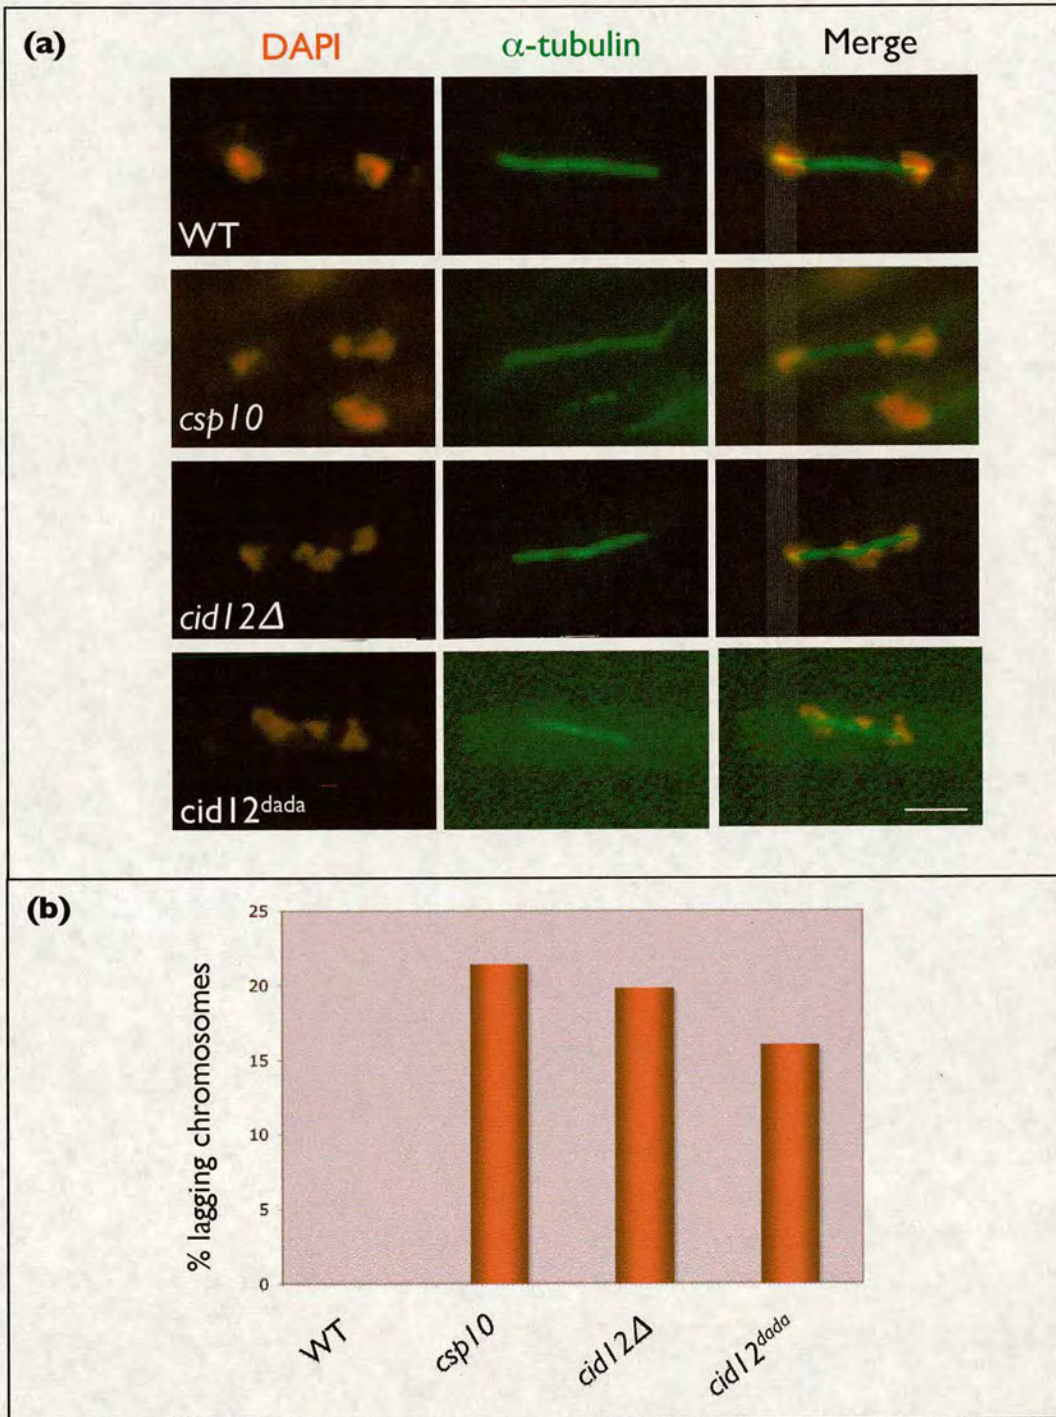 (a)
DAPI α-tubulin Merge
WT
csp10
cid12Δ
cid12dada
(b)
25
20
15
10
5
0
% lagging chromosomes
WT csp10 cid12Δ cid12dada